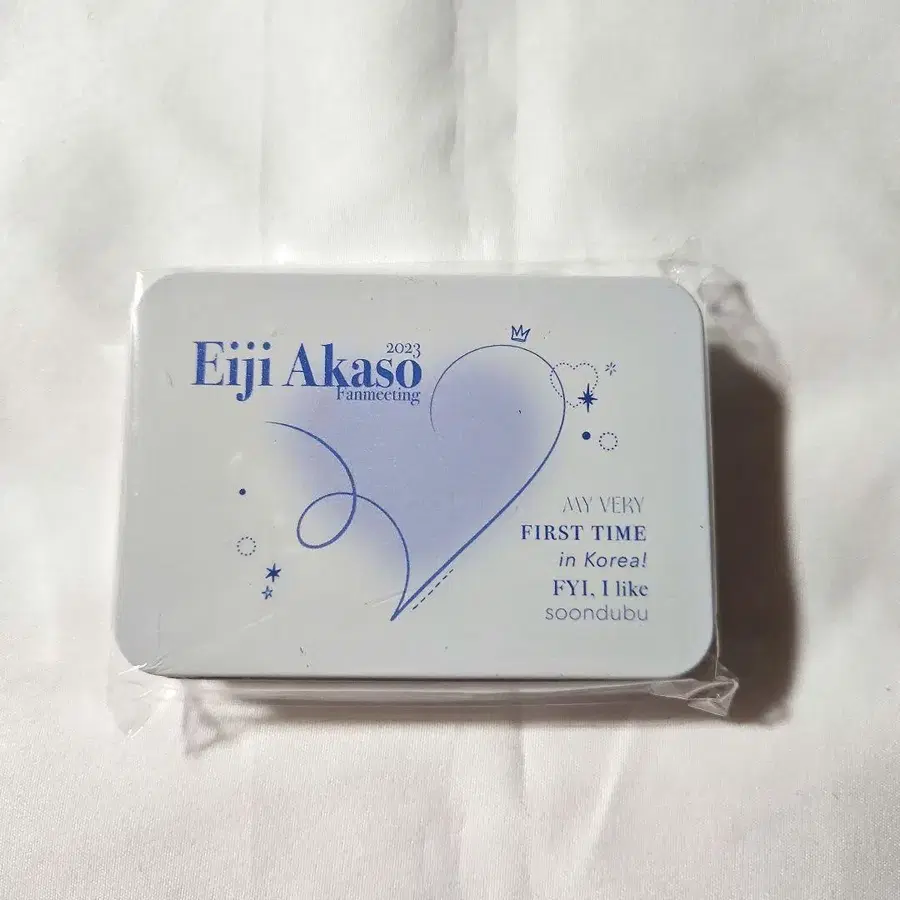 Eiji Akaso
2023
Fanmeeting
MY VERY
FIRST TIME
in Korea!
FYI, I like
soondubu